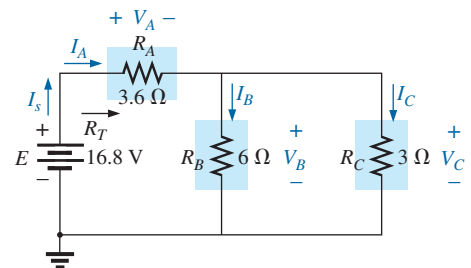 + V_A −
I_A R_A
3.6 Ω
I_s I_B I_C
+ R_T
E 16.8 V R_B 6 Ω + V_B − R_C 3 Ω + V_C −
−